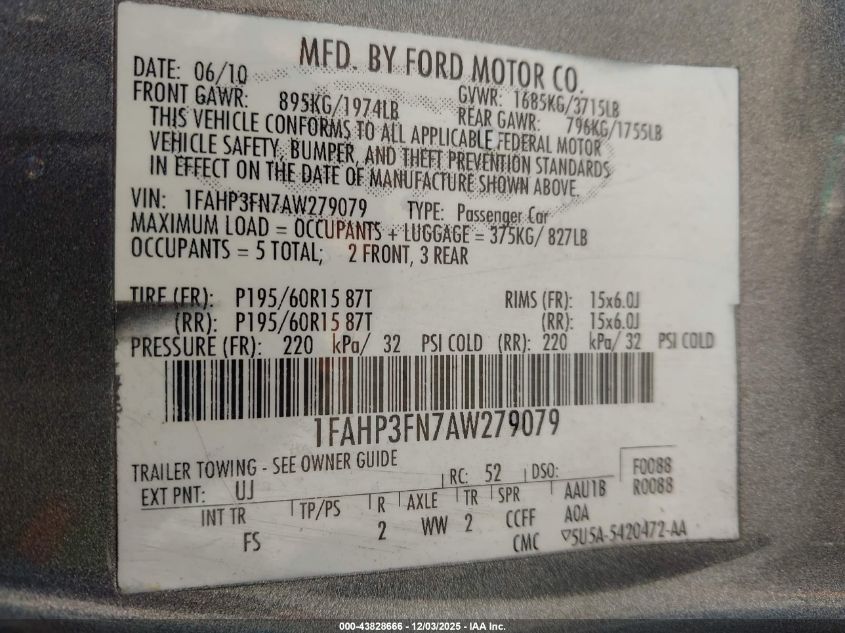 MFD. BY FORD MOTOR CO.
DATE: 06/10 GVWR: 1685KG/3715LB
FRONT GAWR: 895KG/1974LB REAR GAWR: 796KG/1755LB
THIS VEHICLE CONFORMS TO ALL APPLICABLE FEDERAL MOTOR
VEHICLE SAFETY, BUMPER, AND THEFT PREVENTION STANDARDS
IN EFFECT ON THE DATE OF MANUFACTURE SHOWN ABOVE.
VIN: 1FAHP3FN7AW279079 TYPE: Passenger Car
MAXIMUM LOAD = OCCUPANTS + LUGGAGE = 375KG/ 827LB
OCCUPANTS = 5 TOTAL; 2 FRONT, 3 REAR
TIRE (FR): P195/60R15 87T RIMS (FR): 15x6.0J
(RR): P195/60R15 87T (RR): 15x6.0J
PRESSURE (FR): 220 kPa/ 32 PSI COLD (RR): 220 kPa/ 32 PSI COLD
1FAHP3FN7AW279079
TRAILER TOWING - SEE OWNER GUIDE
EXT PNT: UJ RC: 52 DSO: F0088
R0088
INT TR TP/PS R AXLE TR SPR AAU1B
FS 2 WW 2 CCFF AOA
CMC ▽5U5A-5420472-AA
000-43828666 - 12/03/2025 - IAA Inc.